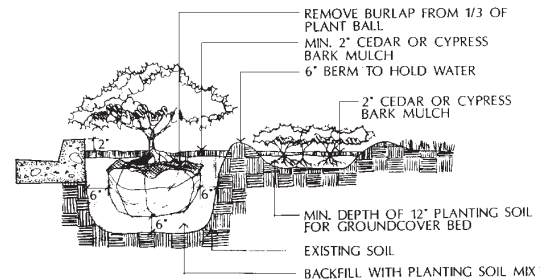 REMOVE BURLAP FROM 1/3 OF
PLANT BALL
MIN. 2" CEDAR OR CYPRESS
BARK MULCH
6" BERM TO HOLD WATER
2" CEDAR OR CYPRESS
BARK MULCH
2"
6"
6"
6"
MIN. DEPTH OF 12" PLANTING SOIL
FOR GROUNDCOVER BED
EXISTING SOIL
BACKFILL WITH PLANTING SOIL MIX